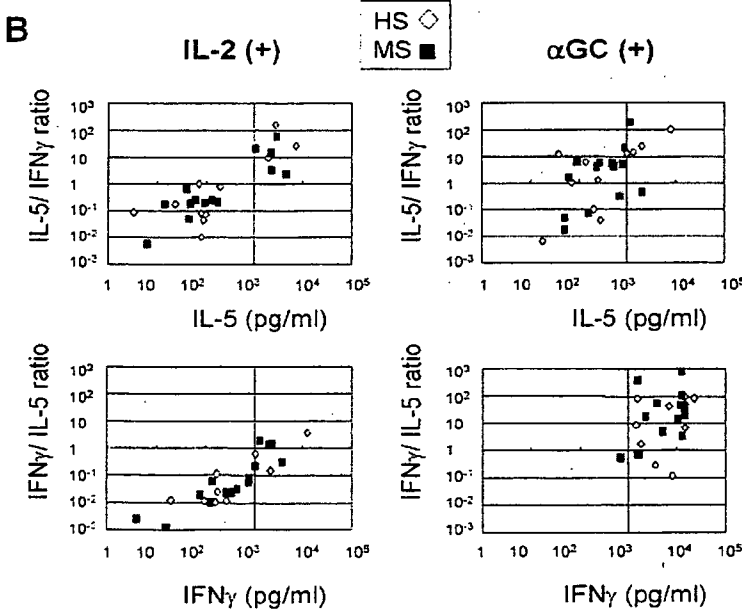 B
HS ◇
MS ■
IL-2 (+)
αGC (+)
IL-5/ IFNγ ratio
10³
10²
10
1
10⁻¹
10⁻²
10⁻³
1 10 10² 10³ 10⁴ 10⁵
IL-5 (pg/ml)
IL-5/ IFNγ ratio
10³
10²
10
1
10⁻¹
10⁻²
10⁻³
1 10 10² 10³ 10⁴ 10⁵
IL-5 (pg/ml)
IFNγ/ IL-5 ratio
10³
10²
10
1
10⁻¹
10⁻²
10⁻³
1 10 10² 10³ 10⁴ 10⁵
IFNγ (pg/ml)
IFNγ/ IL-5 ratio
10³
10²
10
1
10⁻¹
10⁻²
10⁻³
1 10 10² 10³ 10⁴ 10⁵
IFNγ (pg/ml)